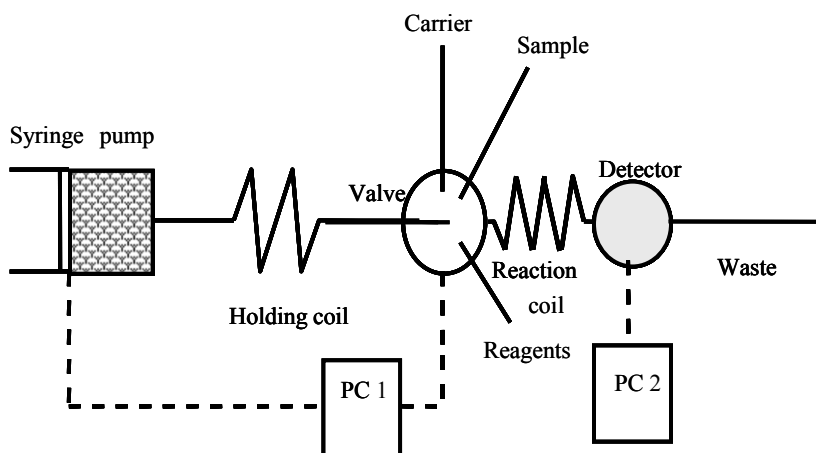 Carrier
Sample
Syringe pump
Detector
Valve
Reaction
coil
Waste
Holding coil
Reagents
PC 1
PC 2